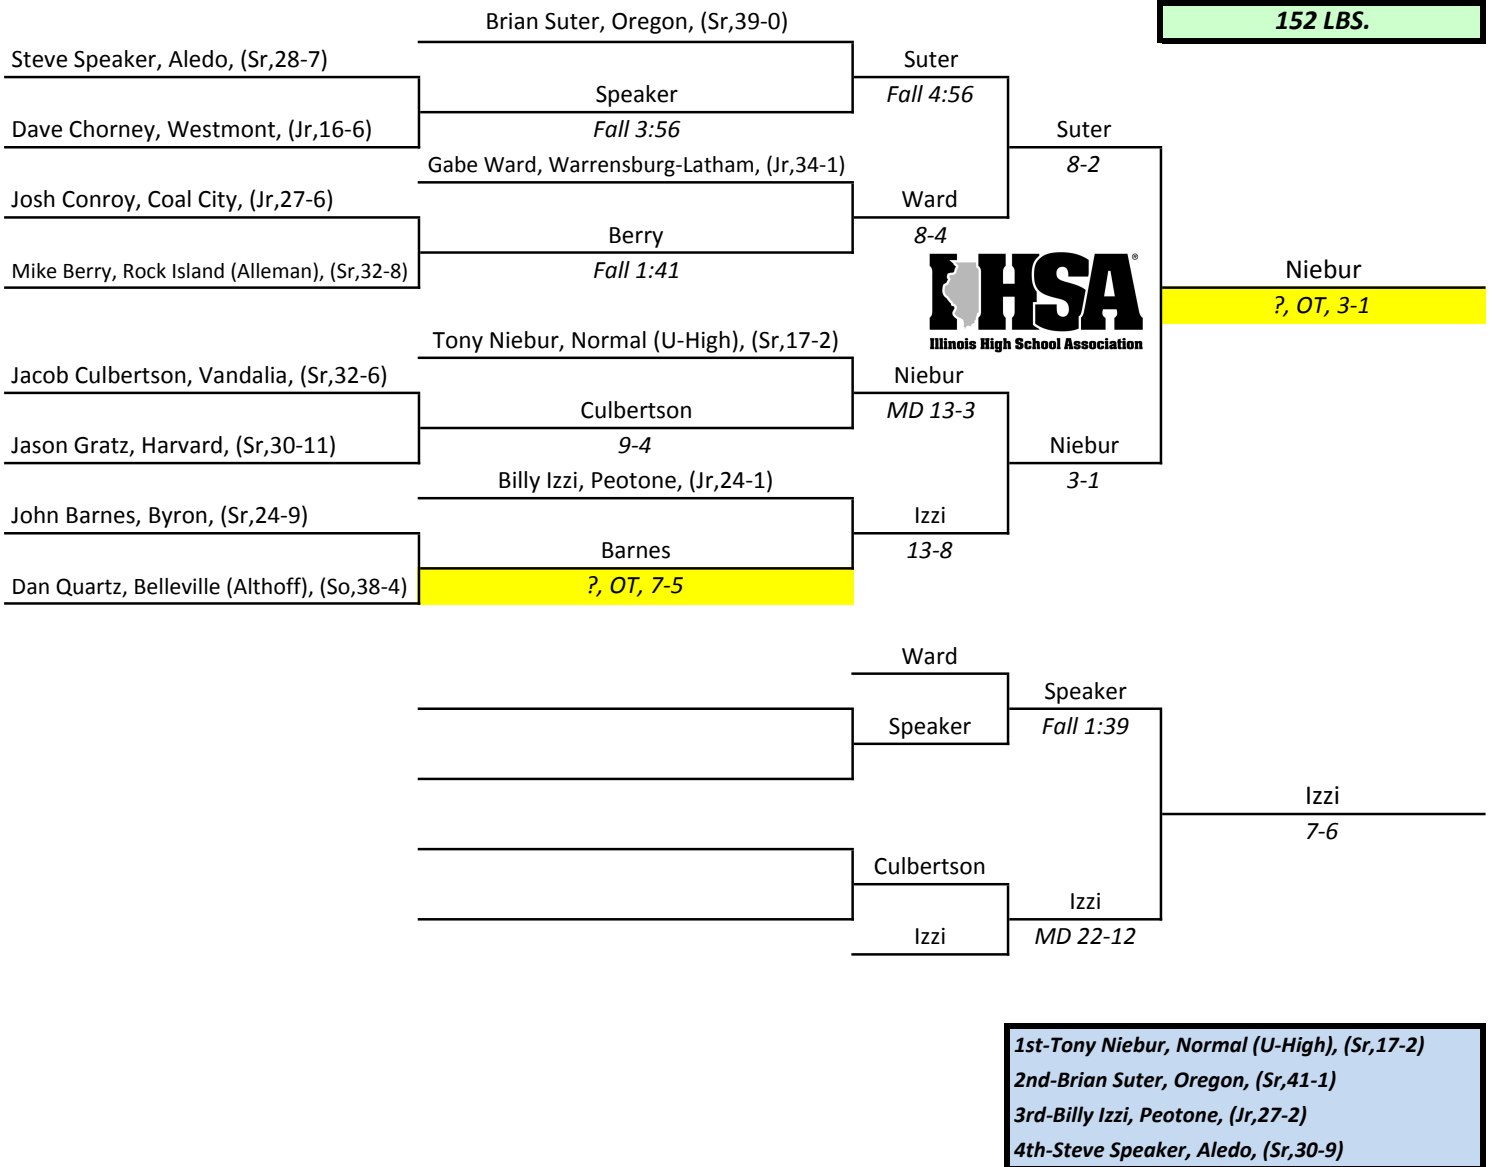 Brian Suter, Oregon, (Sr,39-0)
152 LBS.
Steve Speaker, Aledo, (Sr,28-7)
Suter
Speaker
Fall 4:56
Dave Chorney, Westmont, (Jr,16-6)
Fall 3:56
Suter
Gabe Ward, Warrensburg-Latham, (Jr,34-1)
8-2
Josh Conroy, Coal City, (Jr,27-6)
Ward
Berry
8-4
Mike Berry, Rock Island (Alleman), (Sr,32-8)
Fall 1:41
IHSA®
Illinois High School Association
Niebur
?, OT, 3-1
Tony Niebur, Normal (U-High), (Sr,17-2)
Jacob Culbertson, Vandalia, (Sr,32-6)
Niebur
Culbertson
MD 13-3
Jason Gratz, Harvard, (Sr,30-11)
9-4
Niebur
Billy Izzi, Peotone, (Jr,24-1)
3-1
John Barnes, Byron, (Sr,24-9)
Izzi
Barnes
13-8
Dan Quartz, Belleville (Althoff), (So,38-4)
?, OT, 7-5
Ward
Speaker
Speaker
Fall 1:39
Izzi
7-6
Culbertson
Izzi
Izzi
MD 22-12
1st-Tony Niebur, Normal (U-High), (Sr,17-2)
2nd-Brian Suter, Oregon, (Sr,41-1)
3rd-Billy Izzi, Peotone, (Jr,27-2)
4th-Steve Speaker, Aledo, (Sr,30-9)